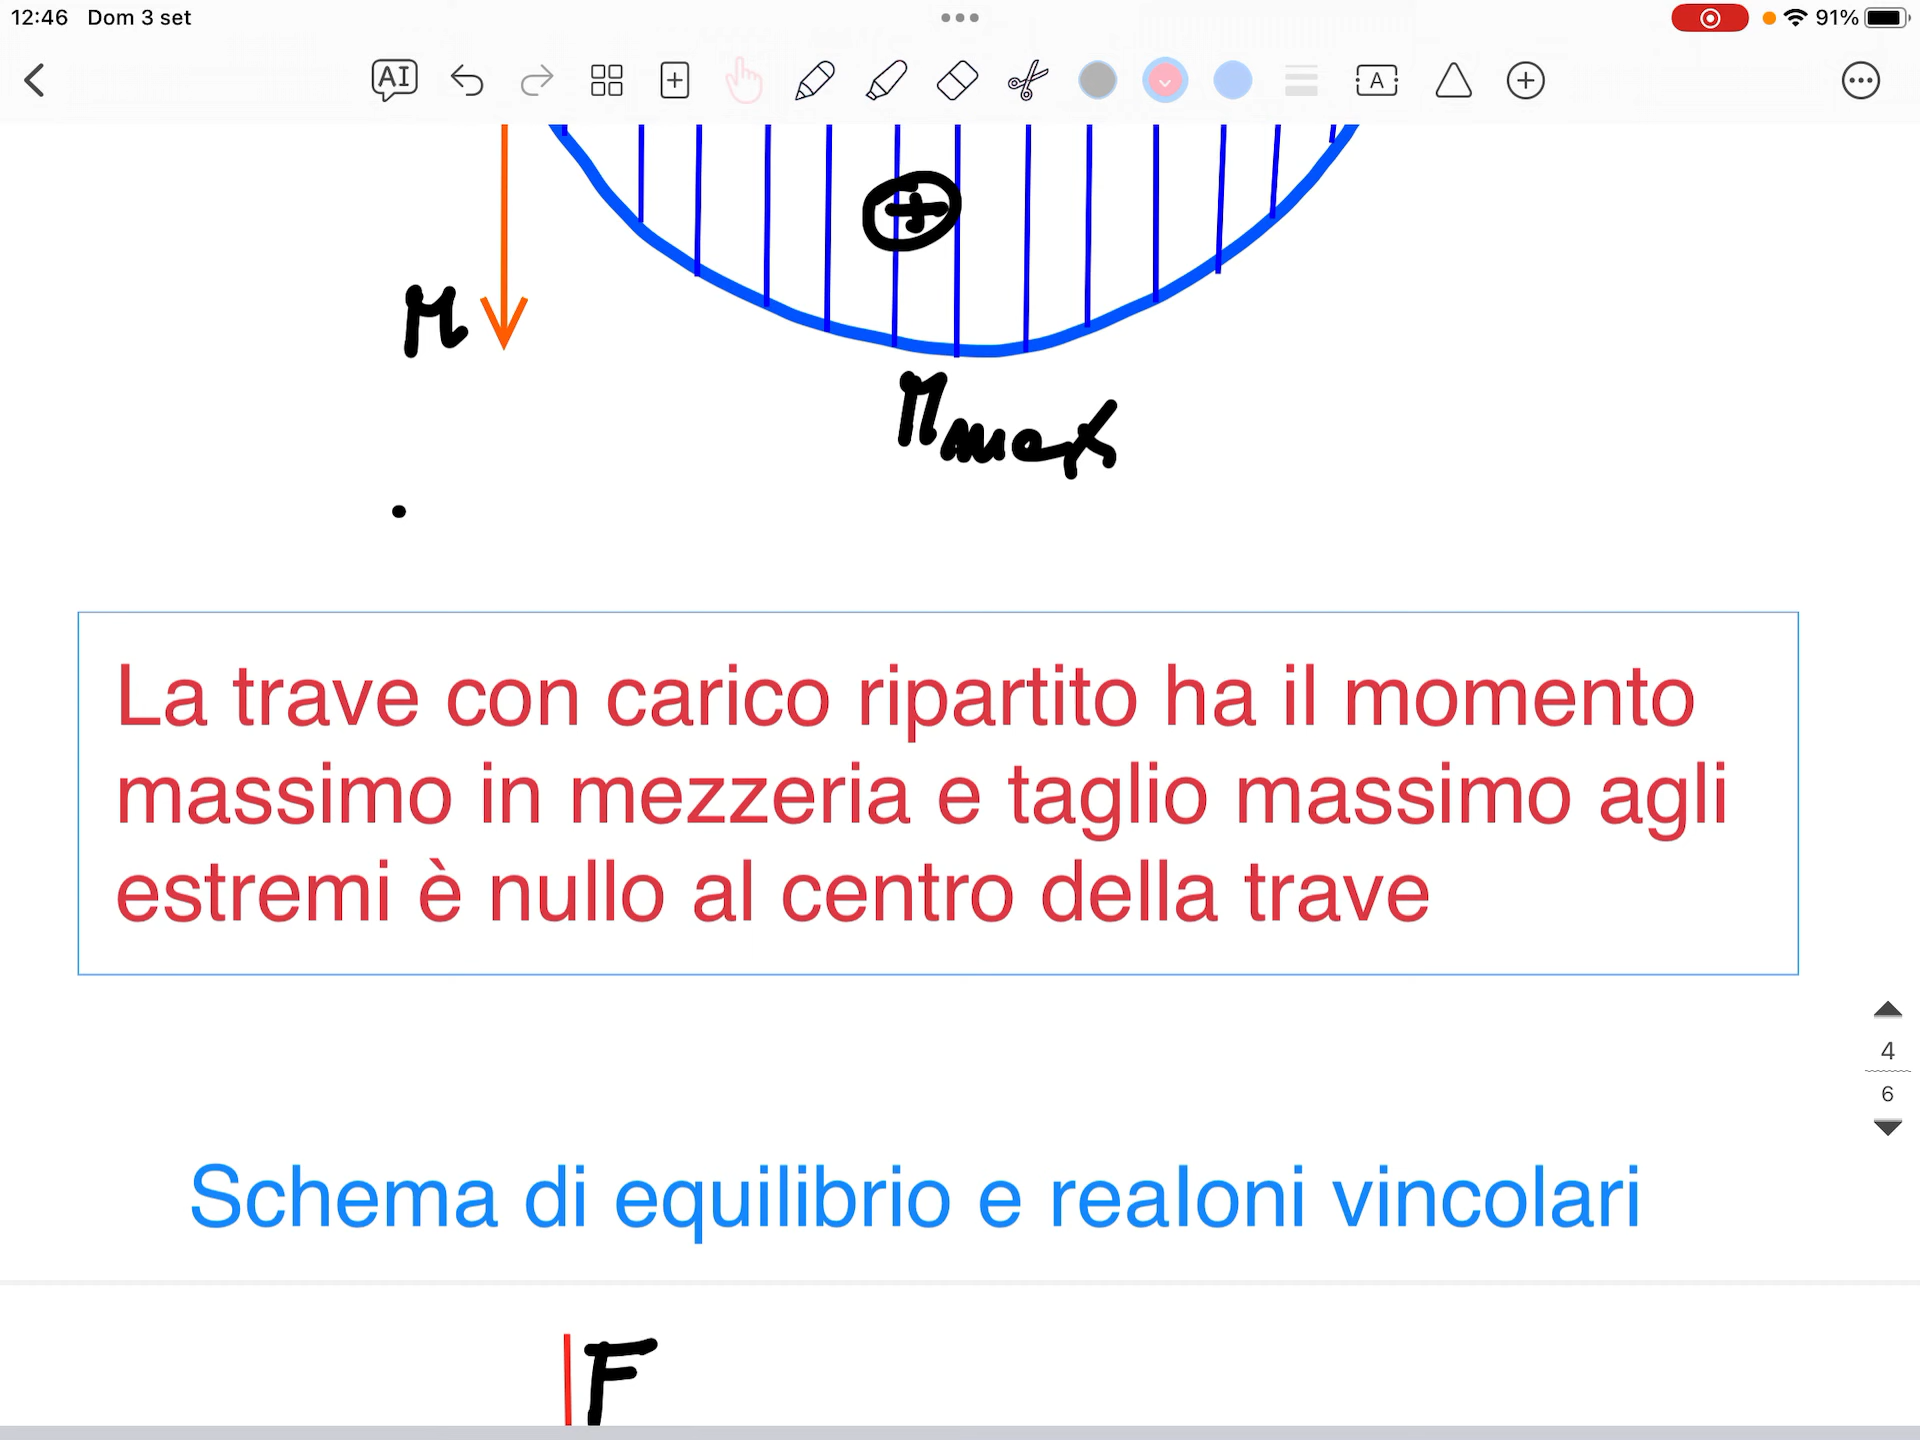 12:46 Dom 3 set
91%
AI
A
M
Mmax
La trave con carico ripartito ha il momento
massimo in mezzeria e taglio massimo agli
estremi è nullo al centro della trave
4
6
Schema di equilibrio e realoni vincolari
F